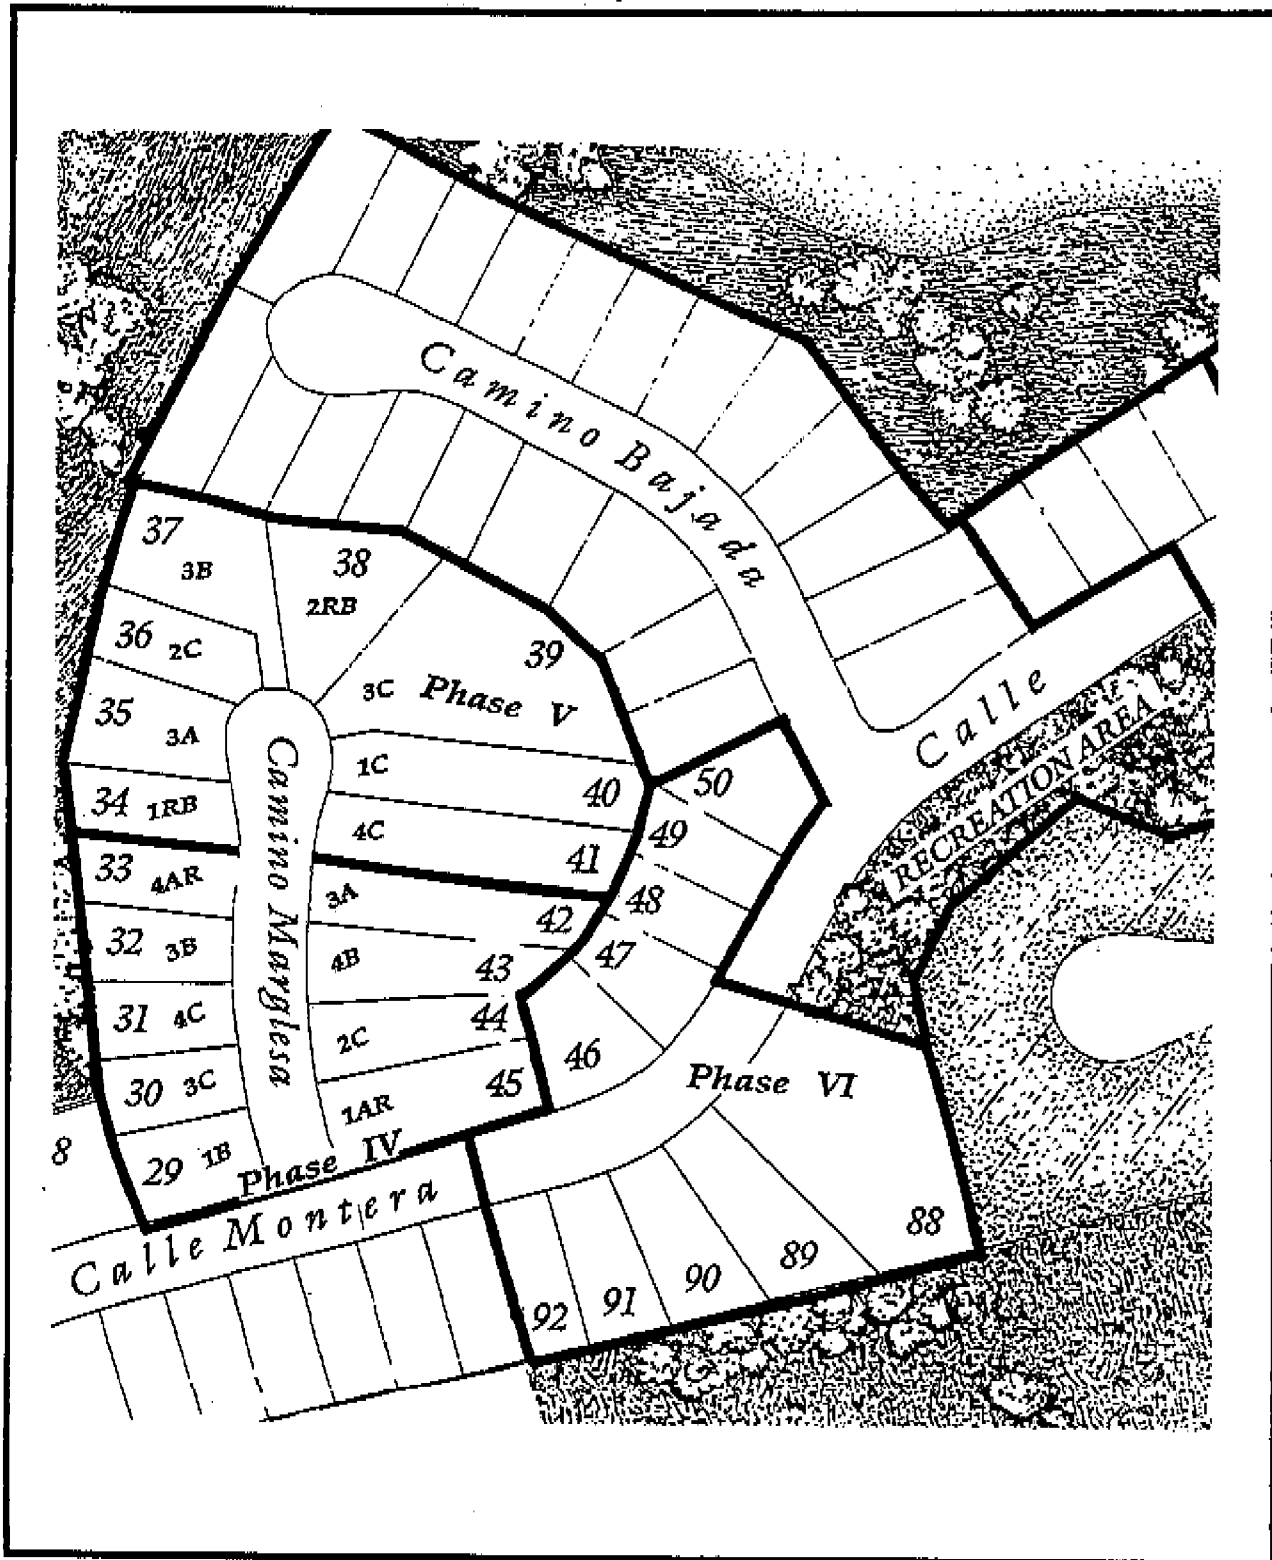 Camino Bajada
37
3B
38
2RB
36 2C
39
3C Phase V
35
3A
Camino Marglesa
1C
40
34 1RB
4C
41
50
49
48
47
46
Calle
RECREATION AREA
33 4AR
3A
42
32 3B
4B
43
31 4C
2C
44
30 3C
1AR
45
29 1B
8
Phase IV
Calle Montera
Phase VI
88
89
90
91
92